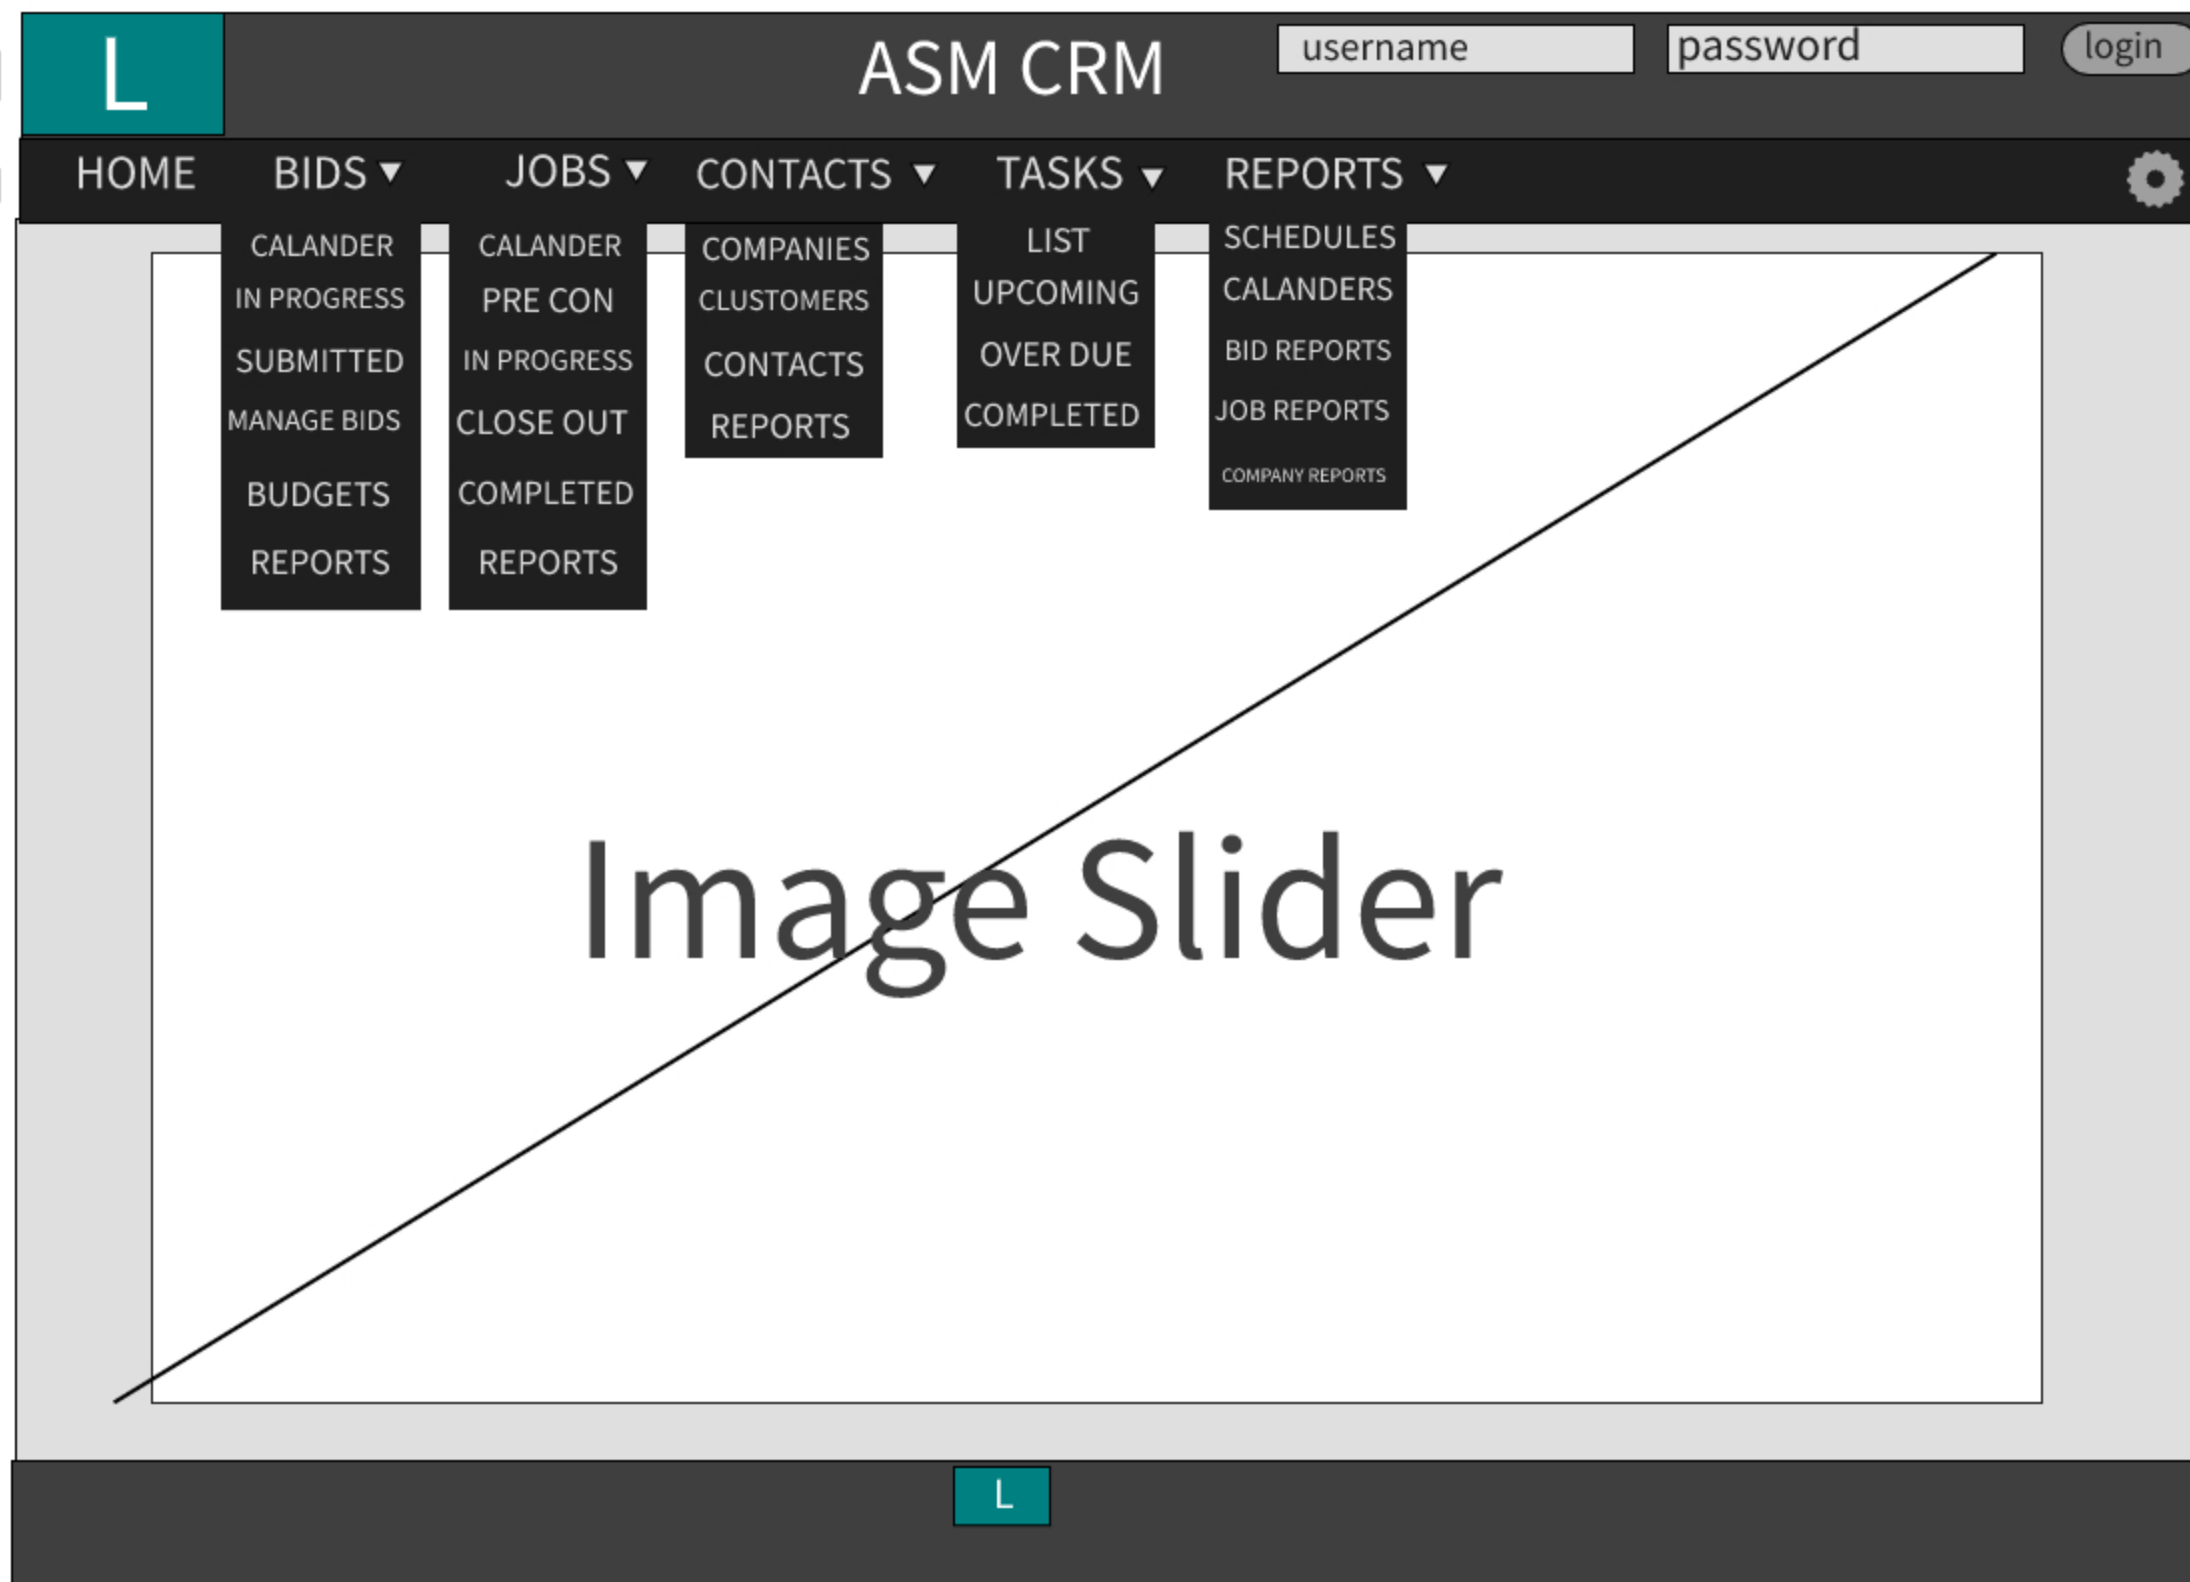 L
ASM CRM
username
password
login
HOME
BIDS
JOBS
CONTACTS
TASKS
REPORTS
CALANDER
IN PROGRESS
SUBMITTED
MANAGE BIDS
BUDGETS
REPORTS
CALANDER
PRE CON
IN PROGRESS
CLOSE OUT
COMPLETED
REPORTS
COMPANIES
CLUSTOMERS
CONTACTS
REPORTS
LIST
UPCOMING
OVER DUE
COMPLETED
SCHEDULES
CALANDERS
BID REPORTS
JOB REPORTS
COMPANY REPORTS
Image Slider
L